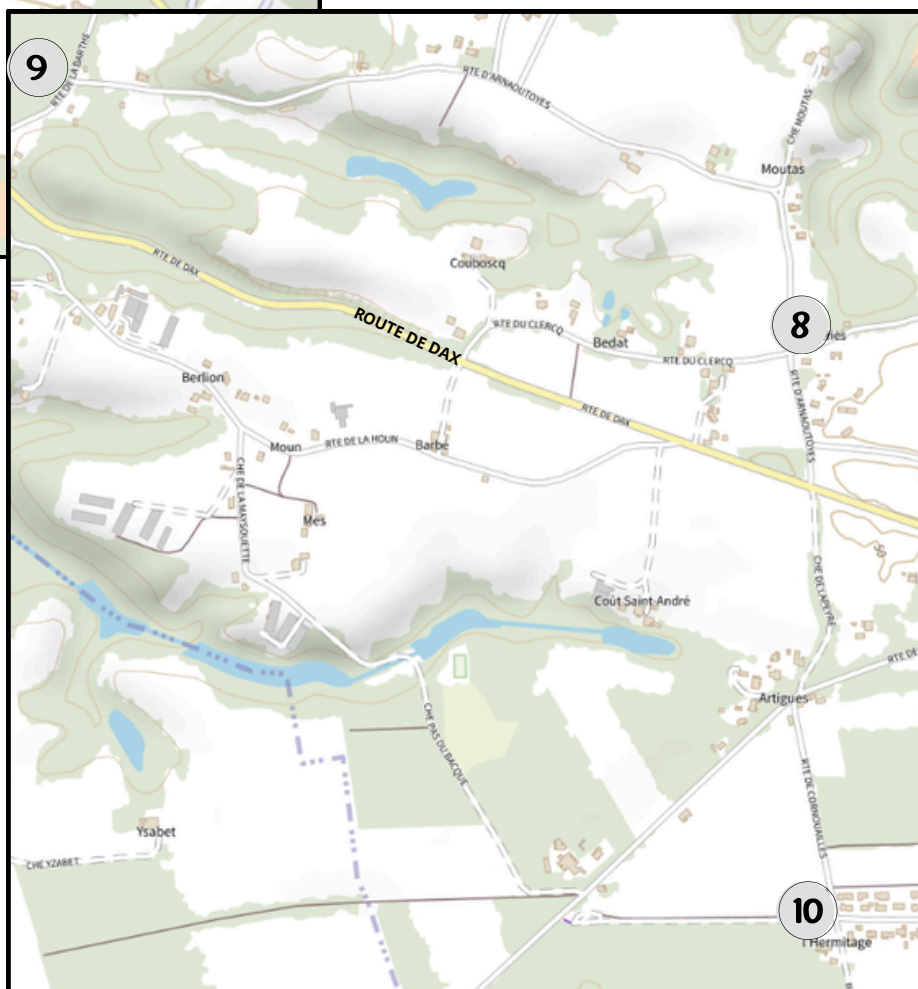 9
RTE DE LA BARTHE
RTE D'ARNAOUTOYES
CHE MOUTAS
Moutas
RTE DE DAX
Couboscq
ROUTE DE DAX
RTE DU CLERCQ
Bedat
RTE DU CLERCQ
8
Berlion
RTE DE DAX
RTE D'ARNAOUTOYES
Moun
RTE DE LA HOUN
Barbe
CHE DE LA MAYSOUETTE
Mes
50
CHE DE LAPEYRE
Coût Saint-André
RTE DE
Artigues
CHE PAS DU BACQUE
RTE DE CORNOUAILLES
Ysabet
CHE YZABET
10
l'Hermitage